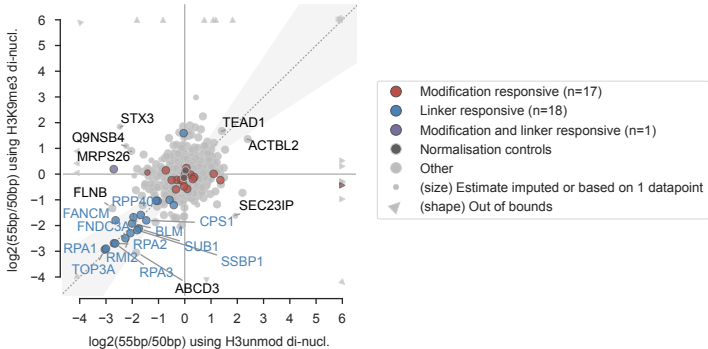 6
5
4
3
2
1
0
−1
−2
−3
−4
log2(55bp/50bp) using H3K9me3 di-nucl.
STX3
Q9NSB4
MRPS26
TEAD1
ACTBL2
FLNB
RPP40
SEC23IP
FANCM
CPS1
FNDC3A
BLM
RPA1
RPA2
SUB1
RMI2
SSBP1
TOP3A
RPA3
ABCD3
−4 −3 −2 −1 0 1 2 3 4 5 6
log2(55bp/50bp) using H3unmod di-nucl.
Modification responsive (n=17)
Linker responsive (n=18)
Modification and linker responsive (n=1)
Normalisation controls
Other
(size) Estimate imputed or based on 1 datapoint
(shape) Out of bounds